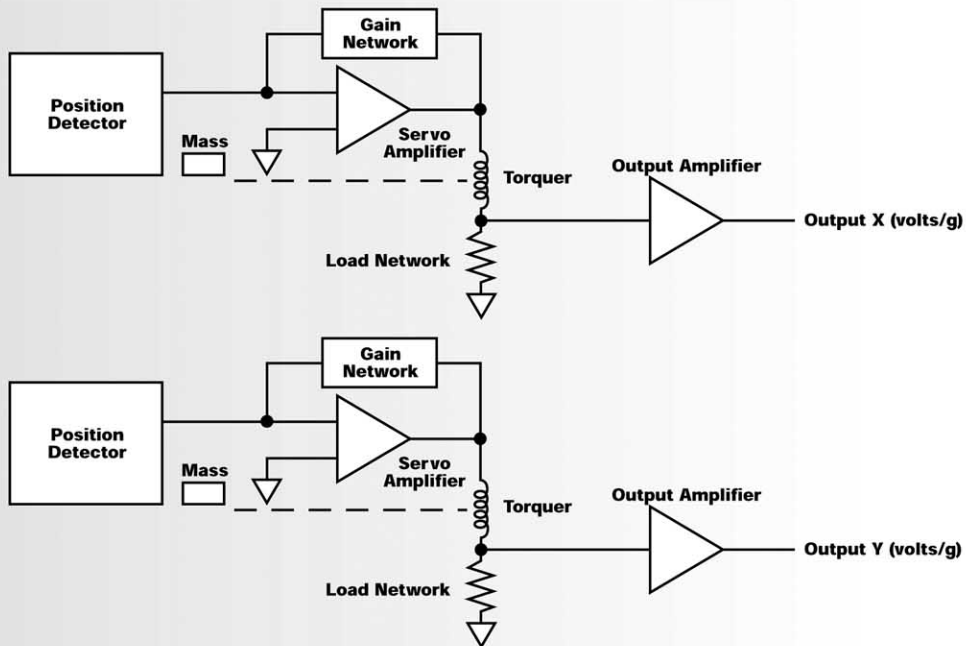 Gain
Network
Position
Detector
Mass
Servo
Amplifier
Torquer
Output Amplifier
Output X (volts/g)
Load Network
Gain
Network
Position
Detector
Mass
Servo
Amplifier
Torquer
Output Amplifier
Output Y (volts/g)
Load Network